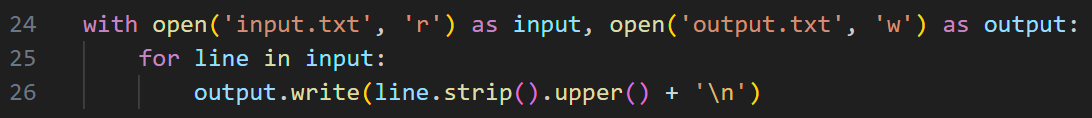 24 with open('input.txt', 'r') as input, open('output.txt', 'w') as output:
25     for line in input:
26         output.write(line.strip().upper() + '\n')